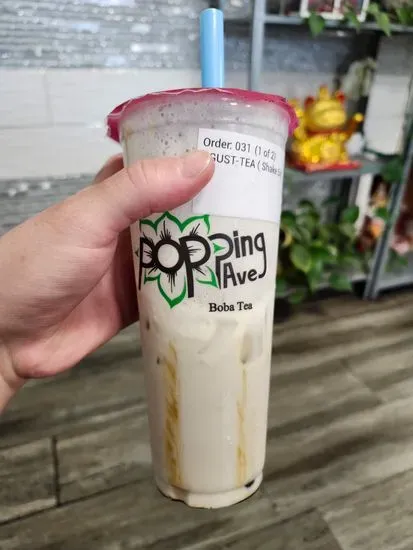 Order: 031 (1 of 2)
GUST-TEA ( Shake
POPPing
Ave
Boba Tea